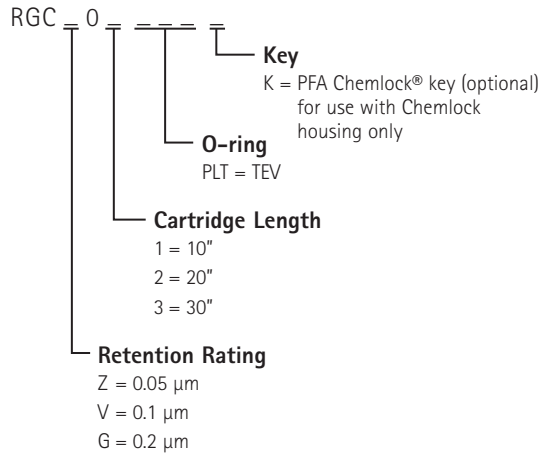 RGC _ 0 _ _ _ _ _
Key
K = PFA Chemlock® key (optional)
for use with Chemlock
housing only
O-ring
PLT = TEV
Cartridge Length
1 = 10"
2 = 20"
3 = 30"
Retention Rating
Z = 0.05 µm
V = 0.1 µm
G = 0.2 µm